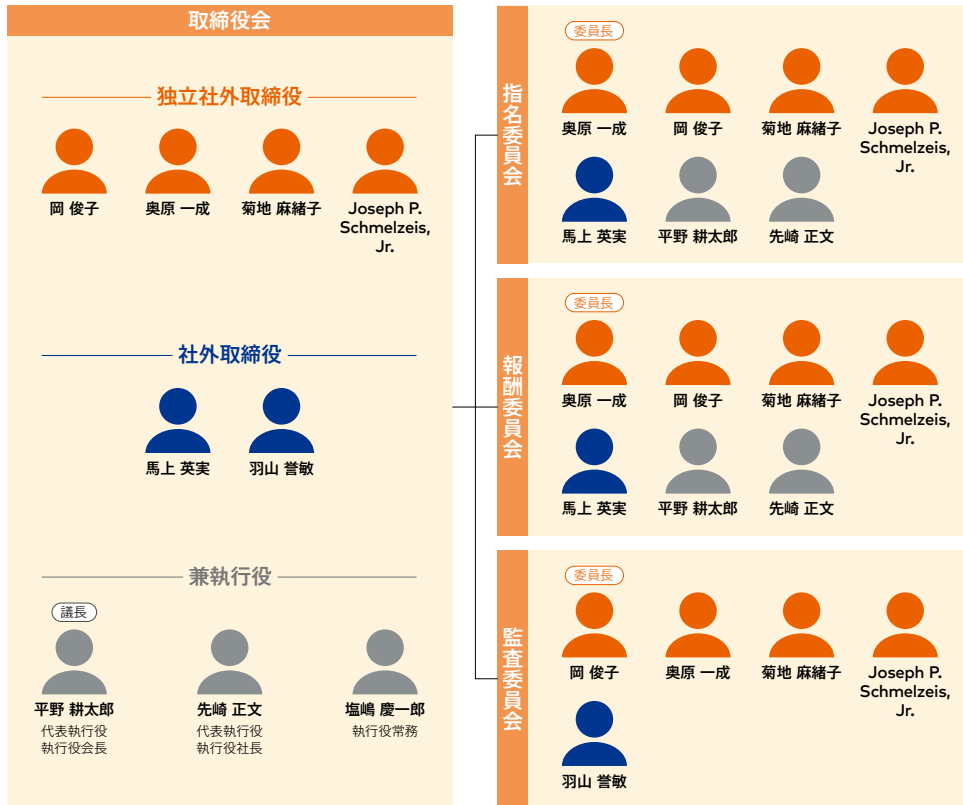 取締役会
独立社外取締役
岡 俊子
奥原 一成
菊地 麻緒子
Joseph P.
Schmelzeis,
Jr.
社外取締役
馬上 英実
羽山 誉敏
兼執行役
議長
平野 耕太郎
代表執行役
執行役会長
先崎 正文
代表執行役
執行役社長
塩嶋 慶一郎
執行役常務
指名委員会
委員長
奥原 一成
岡 俊子
菊地 麻緒子
Joseph P.
Schmelzeis,
Jr.
馬上 英実
平野 耕太郎
先崎 正文
報酬委員会
委員長
奥原 一成
岡 俊子
菊地 麻緒子
Joseph P.
Schmelzeis,
Jr.
馬上 英実
平野 耕太郎
先崎 正文
監査委員会
委員長
岡 俊子
奥原 一成
菊地 麻緒子
Joseph P.
Schmelzeis,
Jr.
羽山 誉敏